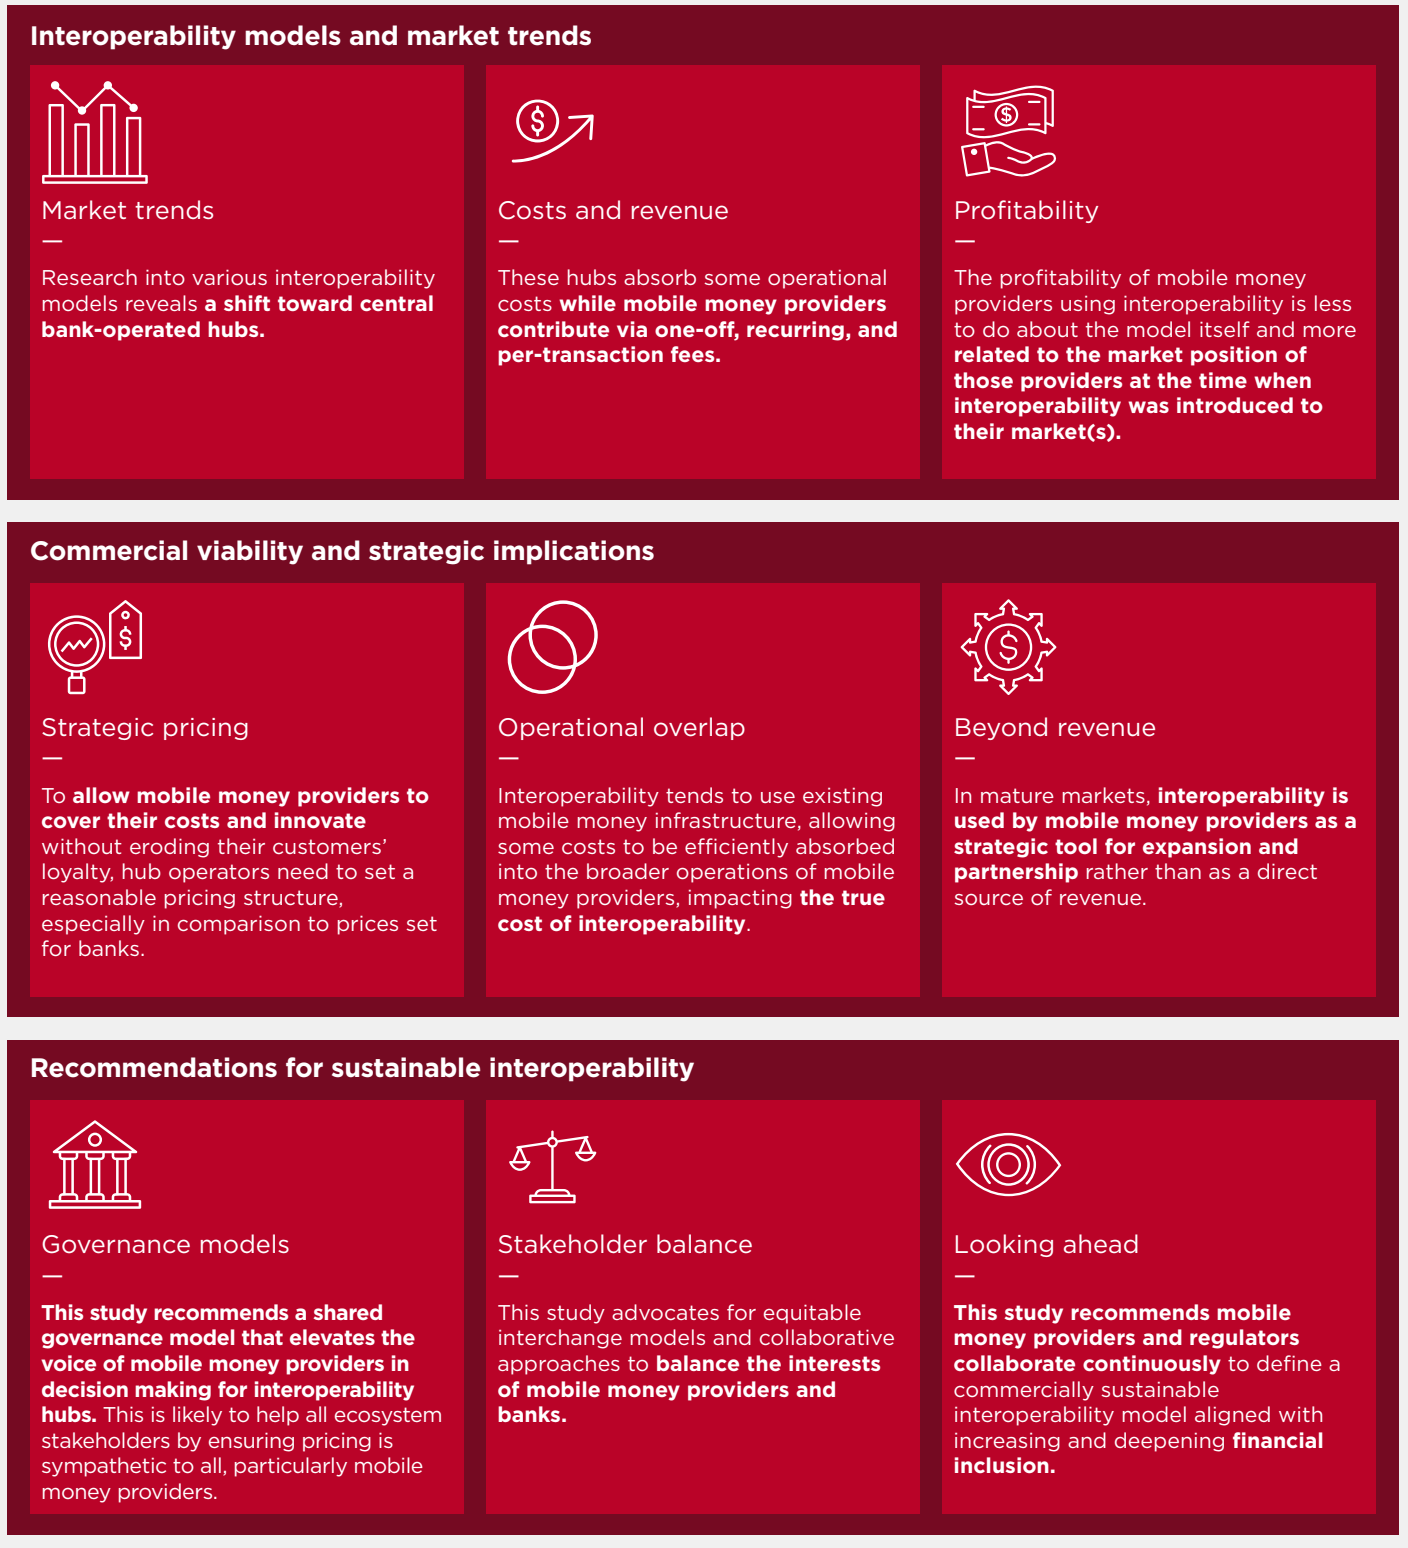 Interoperability models and market trends
Market trends
Research into various interoperability
models reveals a shift toward central
bank-operated hubs.
Costs and revenue
These hubs absorb some operational
costs while mobile money providers
contribute via one-off, recurring, and
per-transaction fees.
Profitability
The profitability of mobile money
providers using interoperability is less
to do about the model itself and more
related to the market position of
those providers at the time when
interoperability was introduced to
their market(s).
Commercial viability and strategic implications
Strategic pricing
To allow mobile money providers to
cover their costs and innovate
without eroding their customers’
loyalty, hub operators need to set a
reasonable pricing structure,
especially in comparison to prices set
for banks.
Operational overlap
Interoperability tends to use existing
mobile money infrastructure, allowing
some costs to be efficiently absorbed
into the broader operations of mobile
money providers, impacting the true
cost of interoperability.
Beyond revenue
In mature markets, interoperability is
used by mobile money providers as a
strategic tool for expansion and
partnership rather than as a direct
source of revenue.
Recommendations for sustainable interoperability
Governance models
This study recommends a shared
governance model that elevates the
voice of mobile money providers in
decision making for interoperability
hubs. This is likely to help all ecosystem
stakeholders by ensuring pricing is
sympathetic to all, particularly mobile
money providers.
Stakeholder balance
This study advocates for equitable
interchange models and collaborative
approaches to balance the interests
of mobile money providers and
banks.
Looking ahead
This study recommends mobile
money providers and regulators
collaborate continuously to define a
commercially sustainable
interoperability model aligned with
increasing and deepening financial
inclusion.